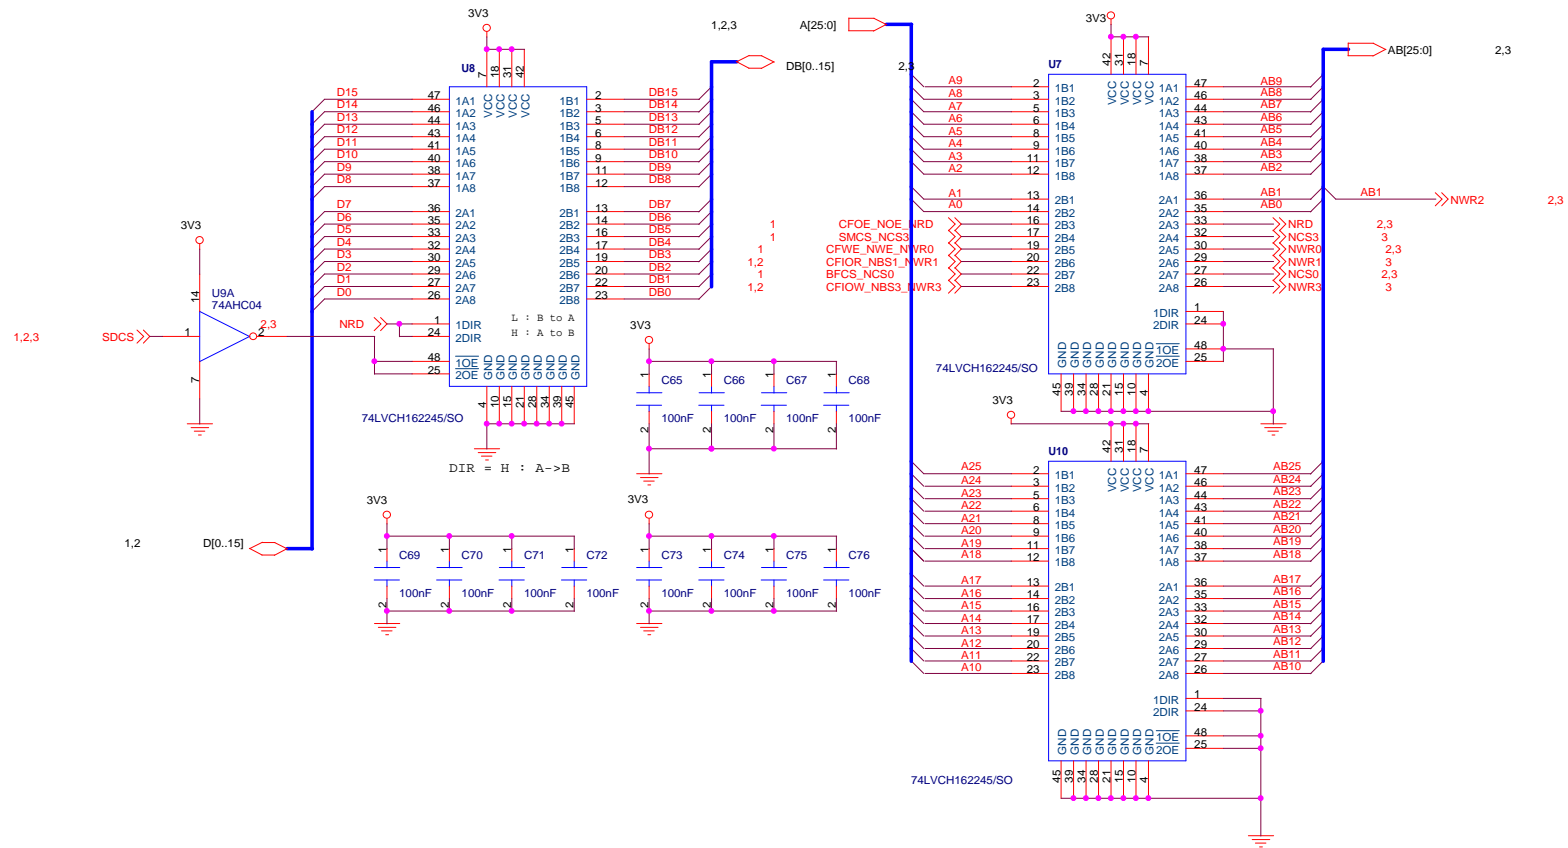 3V3
1,2,3
A[25:0]
3V3
AB[25:0]
2,3
U8
DB[0..15]
2,3
U7
7
18
31
42
VCC
VCC
VCC
VCC
42
31
18
7
VCC
VCC
VCC
VCC
D15 47 1A1 1B1 2 DB15
D14 46 1A2 1B2 3 DB14
D13 44 1A3 1B3 5 DB13
D12 43 1A4 1B4 6 DB12
D11 41 1A5 1B5 8 DB11
D10 40 1A6 1B6 9 DB10
D9 38 1A7 1B7 11 DB9
D8 37 1A8 1B8 12 DB8
D7 36 2A1 2B1 13 DB7
D6 35 2A2 2B2 14 DB6
D5 33 2A3 2B3 16 DB5
D4 32 2A4 2B4 17 DB4
D3 30 2A5 2B5 19 DB3
D2 29 2A6 2B6 20 DB2
D1 27 2A7 2B7 22 DB1
D0 26 2A8 2B8 23 DB0
NRD 1 1DIR
24 2DIR
48 1OE
25 2OE
L : B to A
H : A to B
GND
GND
GND
GND
GND
GND
GND
GND
4
10
15
21
28
34
39
45
74LVCH162245/SO
DIR = H : A->B
3V3
14
U9A
74AHC04
1,2,3
SDCS
1
2
2,3
7
A9 2 1B1 1A1 47 AB9
A8 3 1B2 1A2 46 AB8
A7 5 1B3 1A3 44 AB7
A6 6 1B4 1A4 43 AB6
A5 8 1B5 1A5 41 AB5
A4 9 1B6 1A6 40 AB4
A3 11 1B7 1A7 38 AB3
A2 12 1B8 1A8 37 AB2
A1 13 2B1 2A1 36 AB1 AB1 NWR2 2,3
A0 14 2B2 2A2 35 AB0
1 CFOE_NOE_NRD 16 2B3 2A3 33 NRD 2,3
1 SMCS_NCS3 17 2B4 2A4 32 NCS3 3
1 CFWE_NWE_NWR0 19 2B5 2A5 30 NWR0 2,3
1,2 CFIOR_NBS1_NWR1 20 2B6 2A6 29 NWR1 3
1 BFCS_NCS0 22 2B7 2A7 27 NCS0 2,3
1,2 CFIOW_NBS3_NWR3 23 2B8 2A8 26 NWR3 3
1DIR 1
2DIR 24
1OE 48
2OE 25
GND
GND
GND
GND
GND
GND
GND
GND
45
39
34
28
21
15
10
4
74LVCH162245/SO
3V3
1 C65
1 C66
1 C67
1 C68
100nF
100nF
100nF
100nF
2
2
2
2
3V3
U10
42
31
18
7
VCC
VCC
VCC
VCC
A25 2 1B1 1A1 47 AB25
A24 3 1B2 1A2 46 AB24
A23 5 1B3 1A3 44 AB23
A22 6 1B4 1A4 43 AB22
A21 8 1B5 1A5 41 AB21
A20 9 1B6 1A6 40 AB20
A19 11 1B7 1A7 38 AB19
A18 12 1B8 1A8 37 AB18
A17 13 2B1 2A1 36 AB17
A16 14 2B2 2A2 35 AB16
A15 16 2B3 2A3 33 AB15
A14 17 2B4 2A4 32 AB14
A13 19 2B5 2A5 30 AB13
A12 20 2B6 2A6 29 AB12
A11 22 2B7 2A7 27 AB11
A10 23 2B8 2A8 26 AB10
1DIR 1
2DIR 24
1OE 48
2OE 25
GND
GND
GND
GND
GND
GND
GND
GND
45
39
34
28
21
15
10
4
74LVCH162245/SO
1,2
D[0..15]
3V3
1 C69
1 C70
1 C71
1 C72
100nF
100nF
100nF
100nF
2
2
2
2
3V3
1 C73
1 C74
1 C75
1 C76
100nF
100nF
100nF
100nF
2
2
2
2